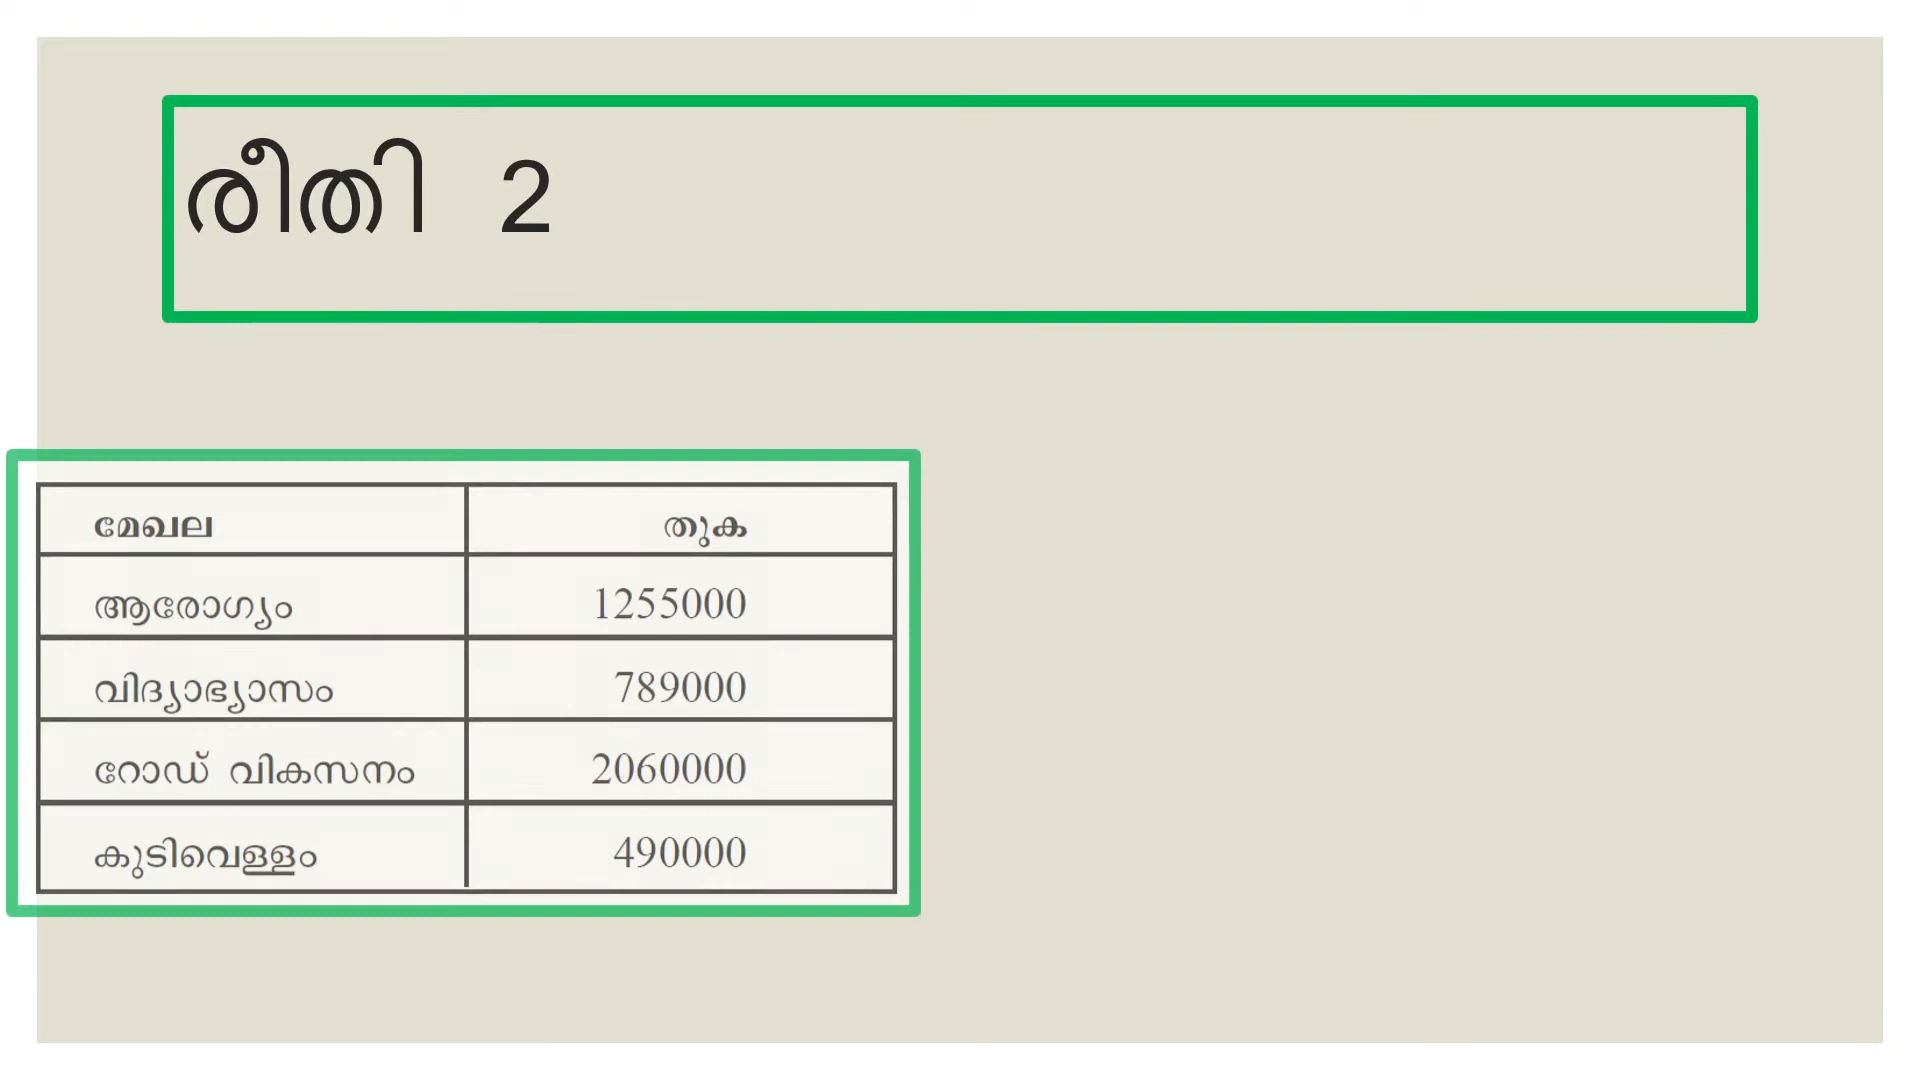 രീതി 2
മേഖല തുക
ആരോഗ്യം 1255000
വിദ്യാഭ്യാസം 789000
റോഡ് വികസനം 2060000
കുടിവെള്ളം 490000